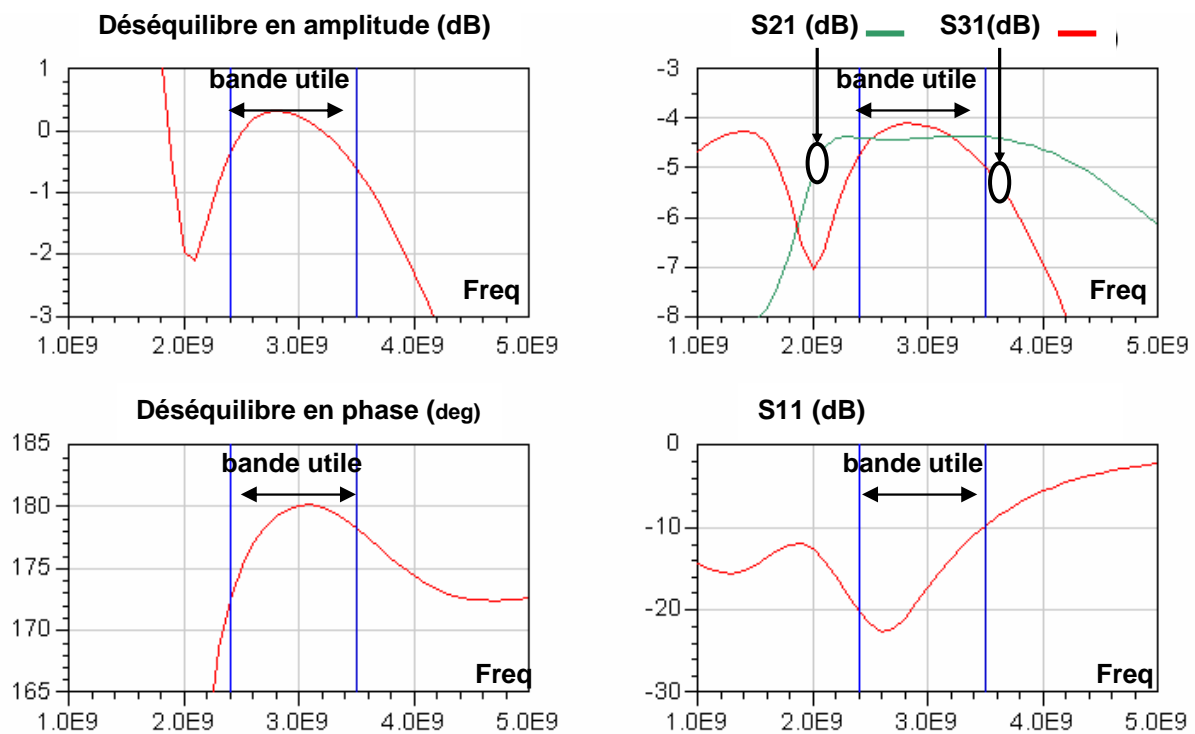 Déséquilibre en amplitude (dB)
1
0
-1
-2
-3
bande utile
Freq
1.0E9 2.0E9 3.0E9 4.0E9 5.0E9
S21 (dB) S31(dB)
-3
-4
-5
-6
-7
-8
bande utile
Freq
1.0E9 2.0E9 3.0E9 4.0E9 5.0E9
Déséquilibre en phase (deg)
185
180
175
170
165
bande utile
Freq
1.0E9 2.0E9 3.0E9 4.0E9 5.0E9
S11 (dB)
0
-10
-20
-30
bande utile
Freq
1.0E9 2.0E9 3.0E9 4.0E9 5.0E9